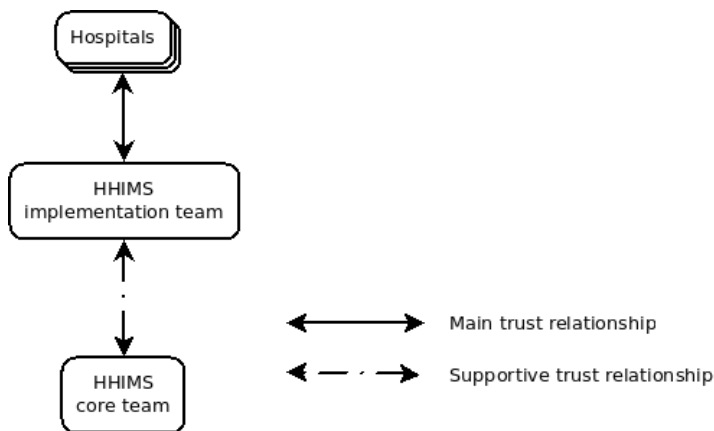 Hospitals
HHIMS
implementation team
Main trust relationship
Supportive trust relationship
HHIMS
core team